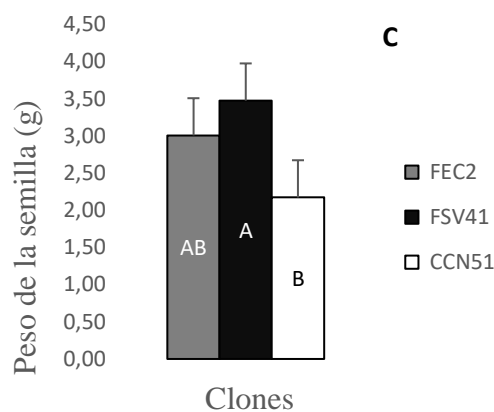 C
Peso de la semilla (g)
4,50
4,00
3,50
3,00
2,50
2,00
1,50
1,00
0,50
0,00
AB
A
B
FEC2
FSV41
CCN51
Clones